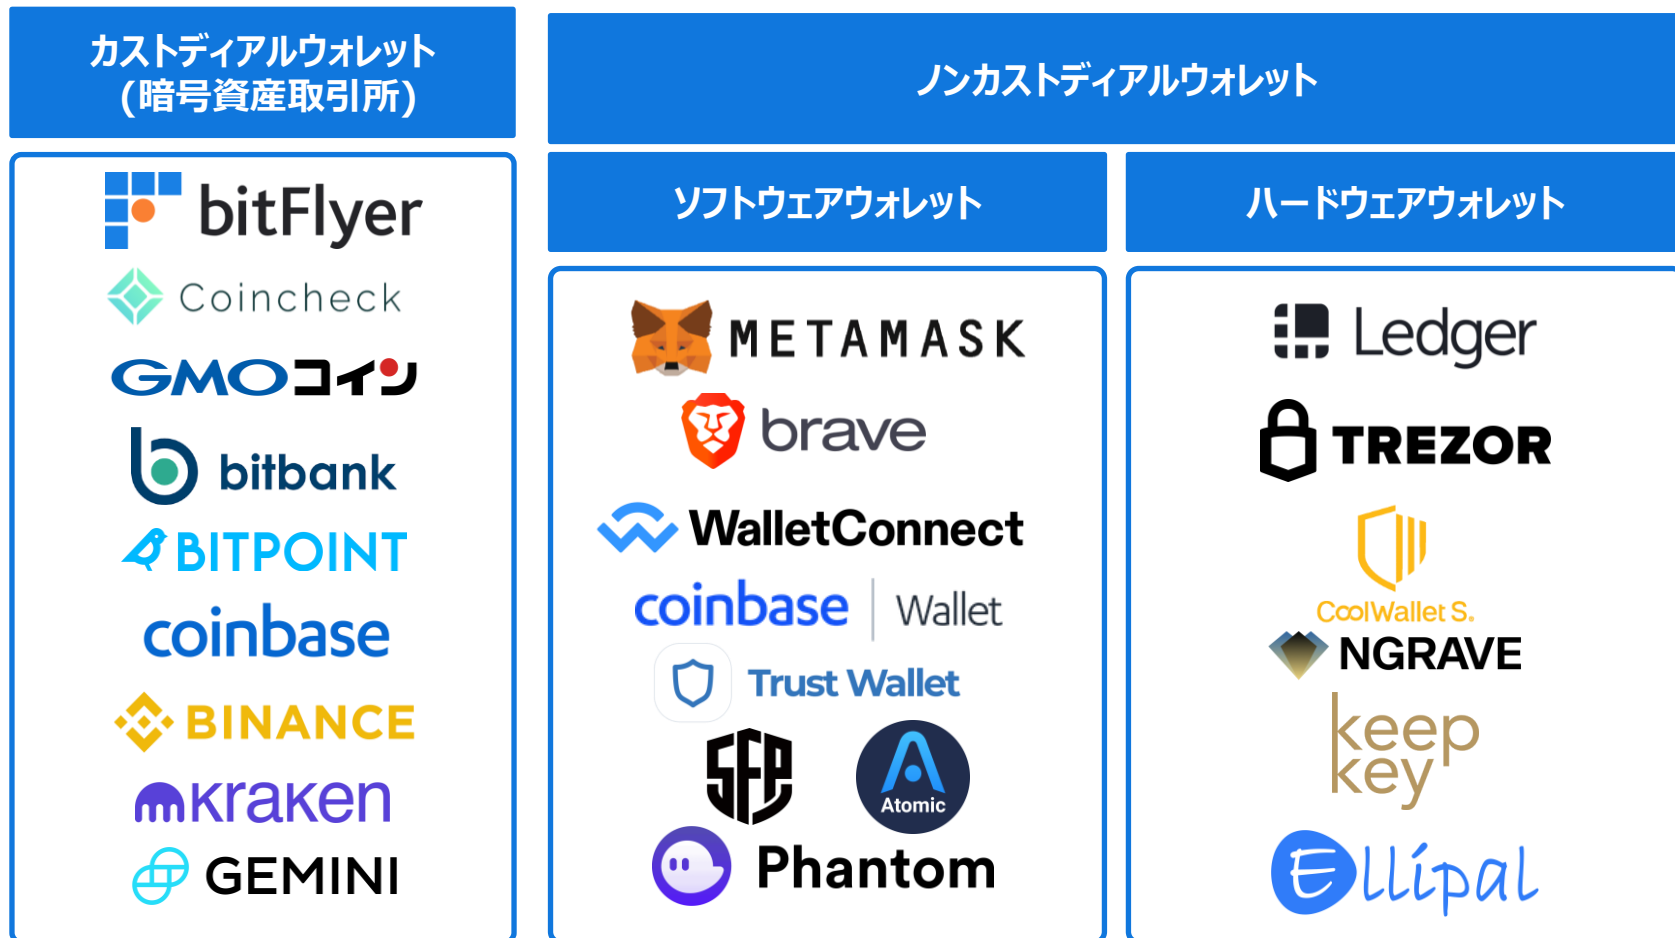 カストディアルウォレット
(暗号資産取引所)
bitFlyer
Coincheck
GMOコイン
bitbank
BITPOINT
coinbase
BINANCE
kraken
GEMINI
ノンカストディアルウォレット
ソフトウェアウォレット
METAMASK
brave
WalletConnect
coinbase | Wallet
Trust Wallet
SFP
Atomic
Phantom
ハードウェアウォレット
Ledger
TREZOR
CoolWallet S.
NGRAVE
keep
key
Ellipal